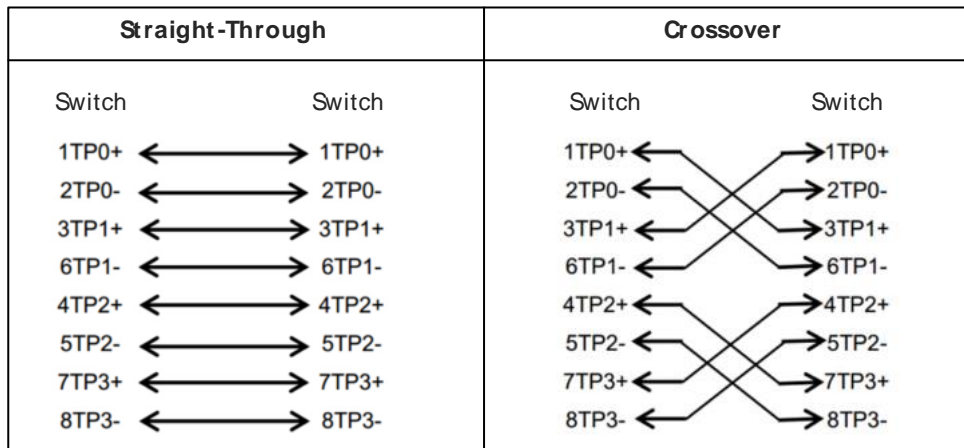 Straight-Through Crossover
Switch Switch Switch Switch
1TP0+ 1TP0+ 1TP0+ 1TP0+
2TP0- 2TP0- 2TP0- 2TP0-
3TP1+ 3TP1+ 3TP1+ 3TP1+
6TP1- 6TP1- 6TP1- 6TP1-
4TP2+ 4TP2+ 4TP2+ 4TP2+
5TP2- 5TP2- 5TP2- 5TP2-
7TP3+ 7TP3+ 7TP3+ 7TP3+
8TP3- 8TP3- 8TP3- 8TP3-